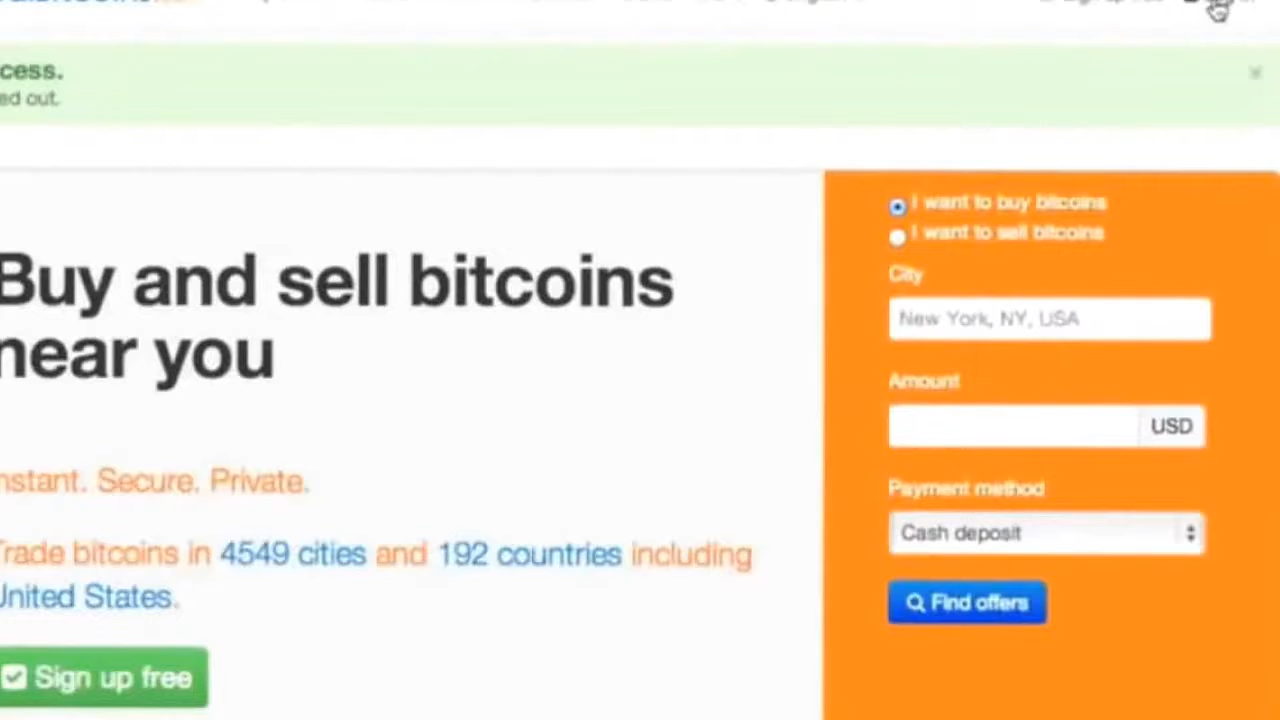 cess.
ed out.
Buy and sell bitcoins
near you
nstant. Secure. Private.
Trade bitcoins in 4549 cities and 192 countries including
United States.
Sign up free
I want to buy bitcoins
I want to sell bitcoins
City
New York, NY, USA
Amount
USD
Payment method
Cash deposit
Find offers